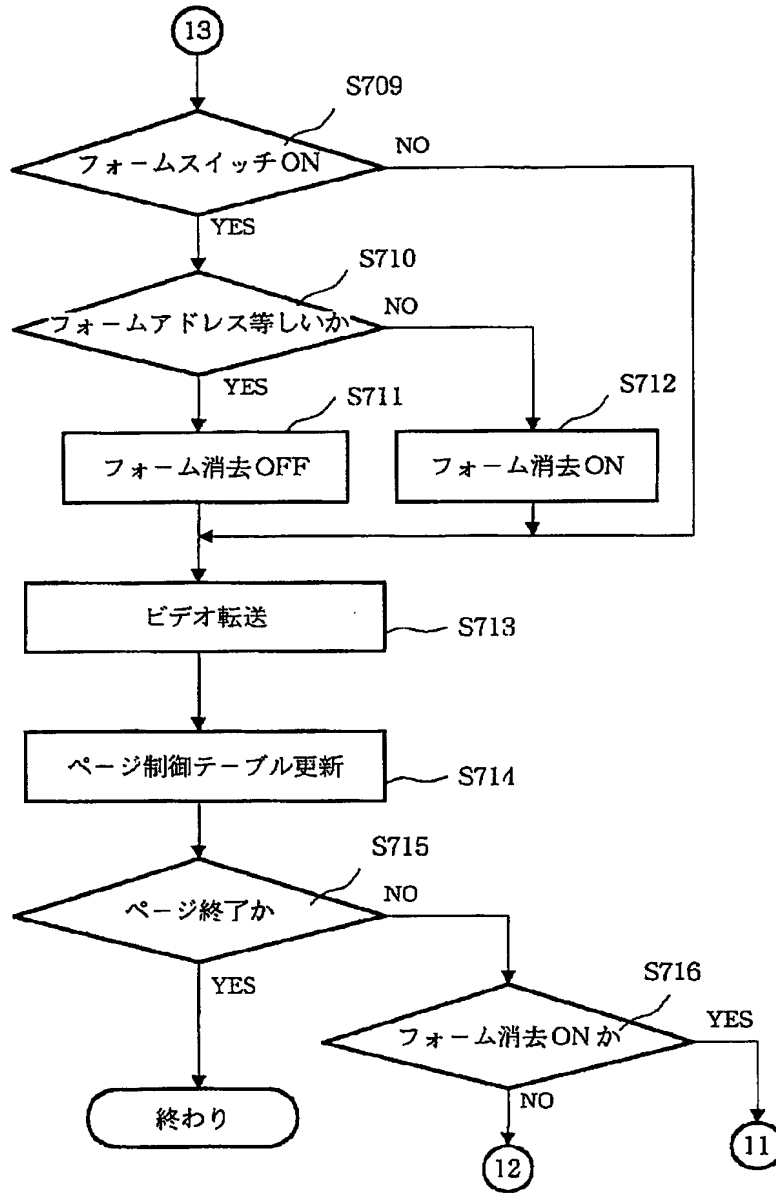 13
S709
フォームスイッチON
NO
YES
S710
フォームアドレス等しいか
NO
YES
S711
S712
フォーム消去OFF
フォーム消去ON
ビデオ転送
S713
ページ制御テーブル更新
S714
S715
ページ終了か
NO
YES
S716
フォーム消去ONか
YES
NO
終わり
12
11